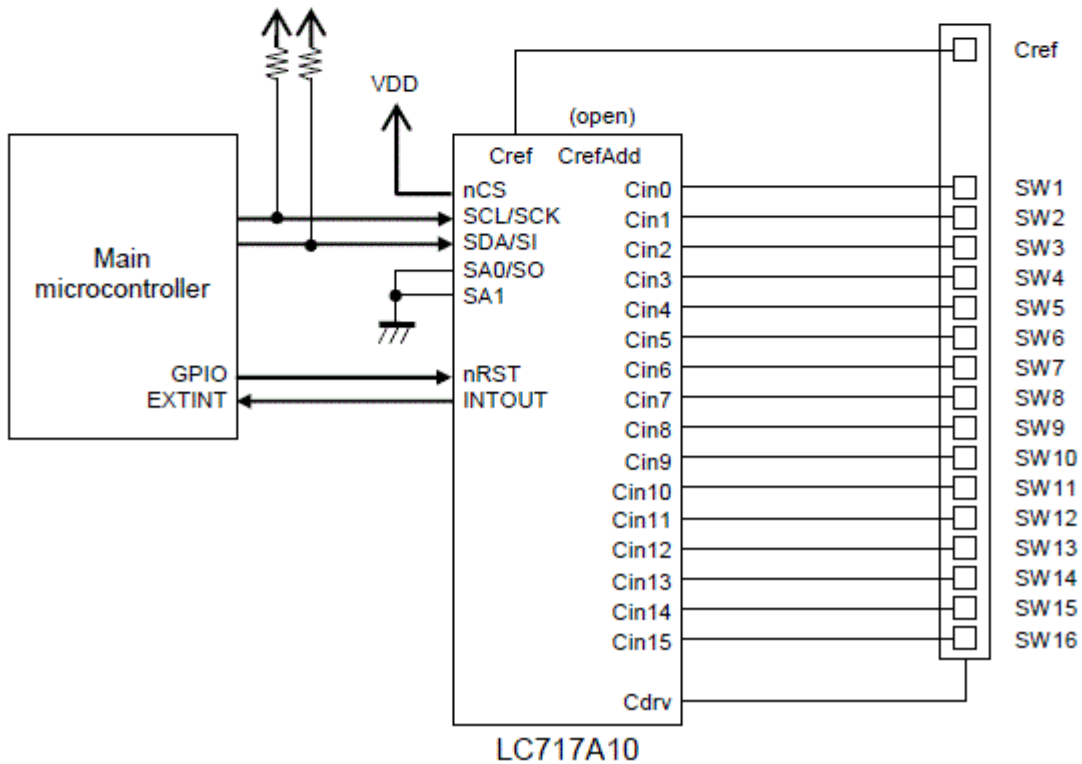 VDD
(open)
Cref CrefAdd
nCS
SCL/SCK
SDA/SI
SA0/SO
SA1
nRST
INTOUT
Main
microcontroller
GPIO
EXTINT
Cin0
Cin1
Cin2
Cin3
Cin4
Cin5
Cin6
Cin7
Cin8
Cin9
Cin10
Cin11
Cin12
Cin13
Cin14
Cin15
Cdrv
LC717A10
Cref
SW1
SW2
SW3
SW4
SW5
SW6
SW7
SW8
SW9
SW10
SW11
SW12
SW13
SW14
SW15
SW16